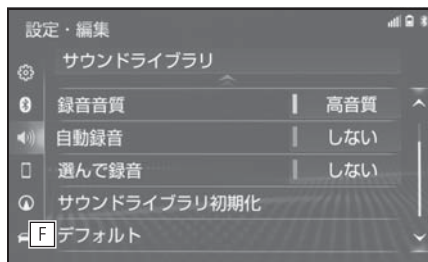 設定・編集
サウンドライブラリ
録音音質 高音質
自動録音 しない
選んで録音 しない
サウンドライブラリ初期化
F デフォルト